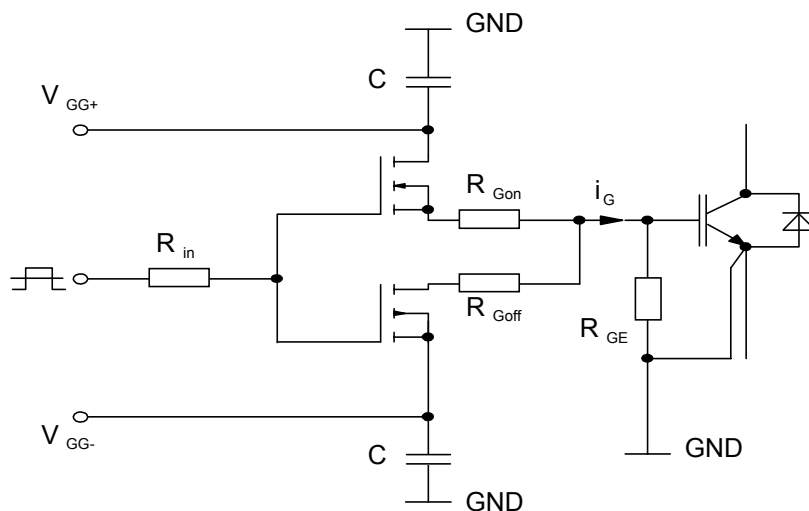 GND
C
V GG+
R Gon
i G
R in
R Goff
R GE
V GG-
C
GND
GND